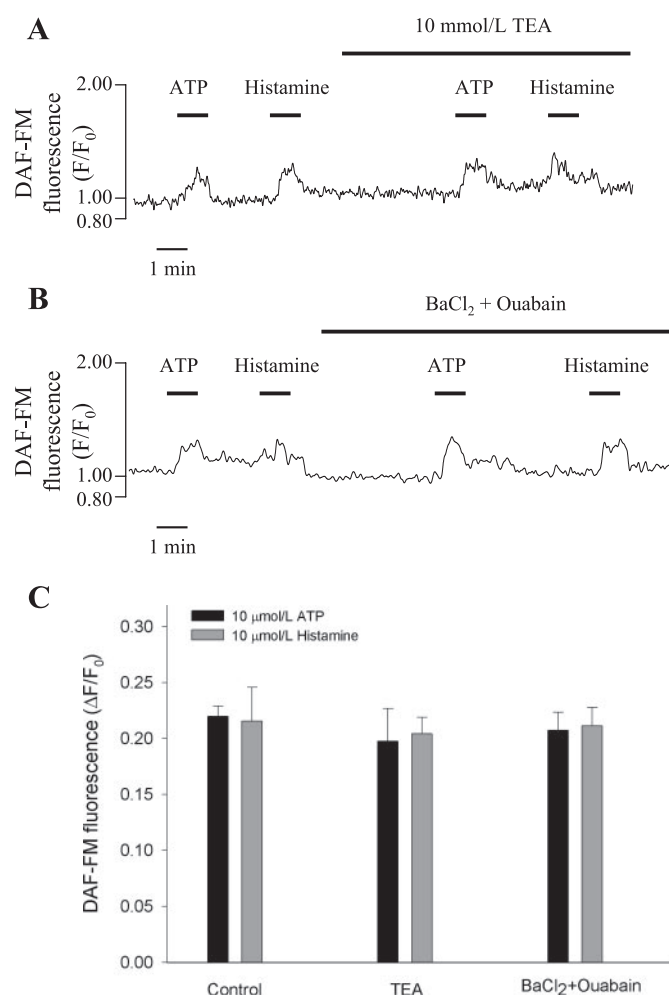 A
10 mmol/L TEA
2.00
ATP
Histamine
ATP
Histamine
DAF-FM
fluorescence
(F/F0)
1.00
0.80
1 min
B
BaCl2 + Ouabain
2.00
ATP
Histamine
ATP
Histamine
DAF-FM
fluorescence
(F/F0)
1.00
0.80
1 min
C
10 μmol/L ATP
10 μmol/L Histamine
DAF-FM fluorescence (ΔF/F0)
0.30
0.25
0.20
0.15
0.10
0.05
0.00
Control
TEA
BaCl2+Ouabain